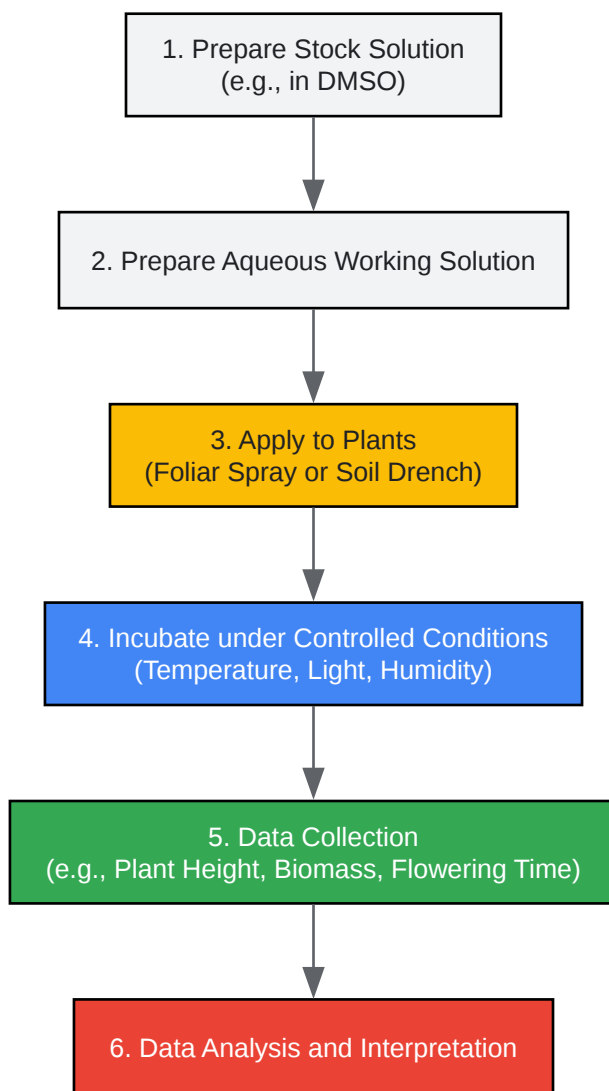 1. Prepare Stock Solution
(e.g., in DMSO)
2. Prepare Aqueous Working Solution
3. Apply to Plants
(Foliar Spray or Soil Drench)
4. Incubate under Controlled Conditions
(Temperature, Light, Humidity)
5. Data Collection
(e.g., Plant Height, Biomass, Flowering Time)
6. Data Analysis and Interpretation